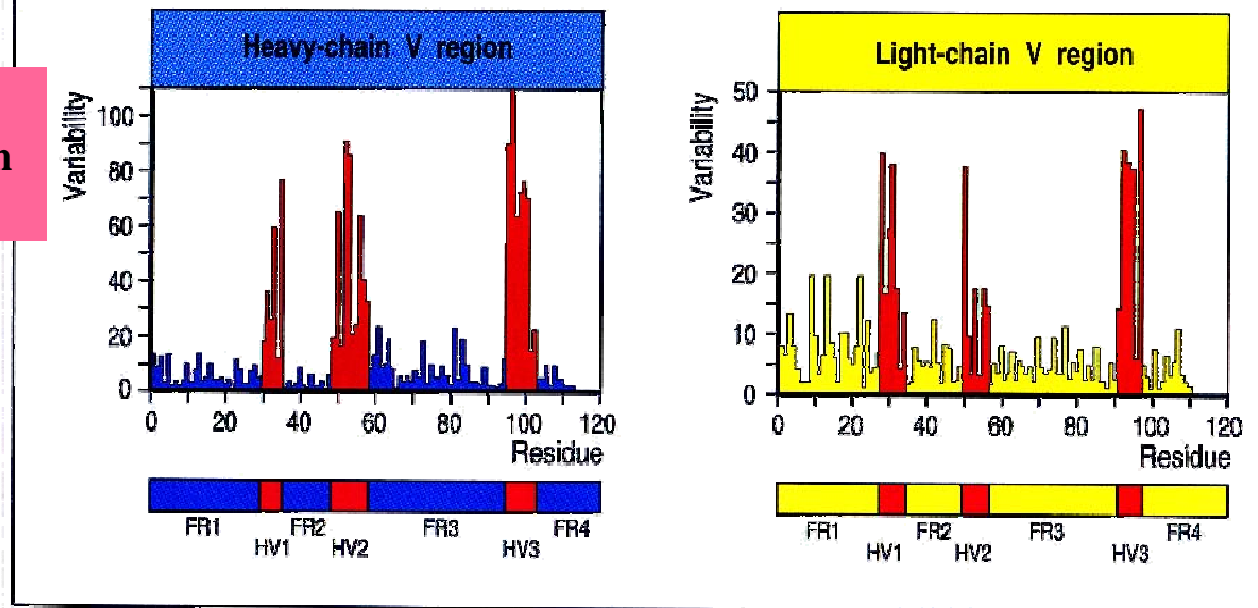 n
Heavy-chain V region
Variability
100
80
60
40
20
0
0 20 40 60 80 100 120
Residue
FR1 FR2 FR3 FR4
HV1 HV2 HV3
Light-chain V region
Variability
50
40
30
20
10
0
0 20 40 60 80 100 120
Residue
FR1 FR2 FR3 FR4
HV1 HV2 HV3